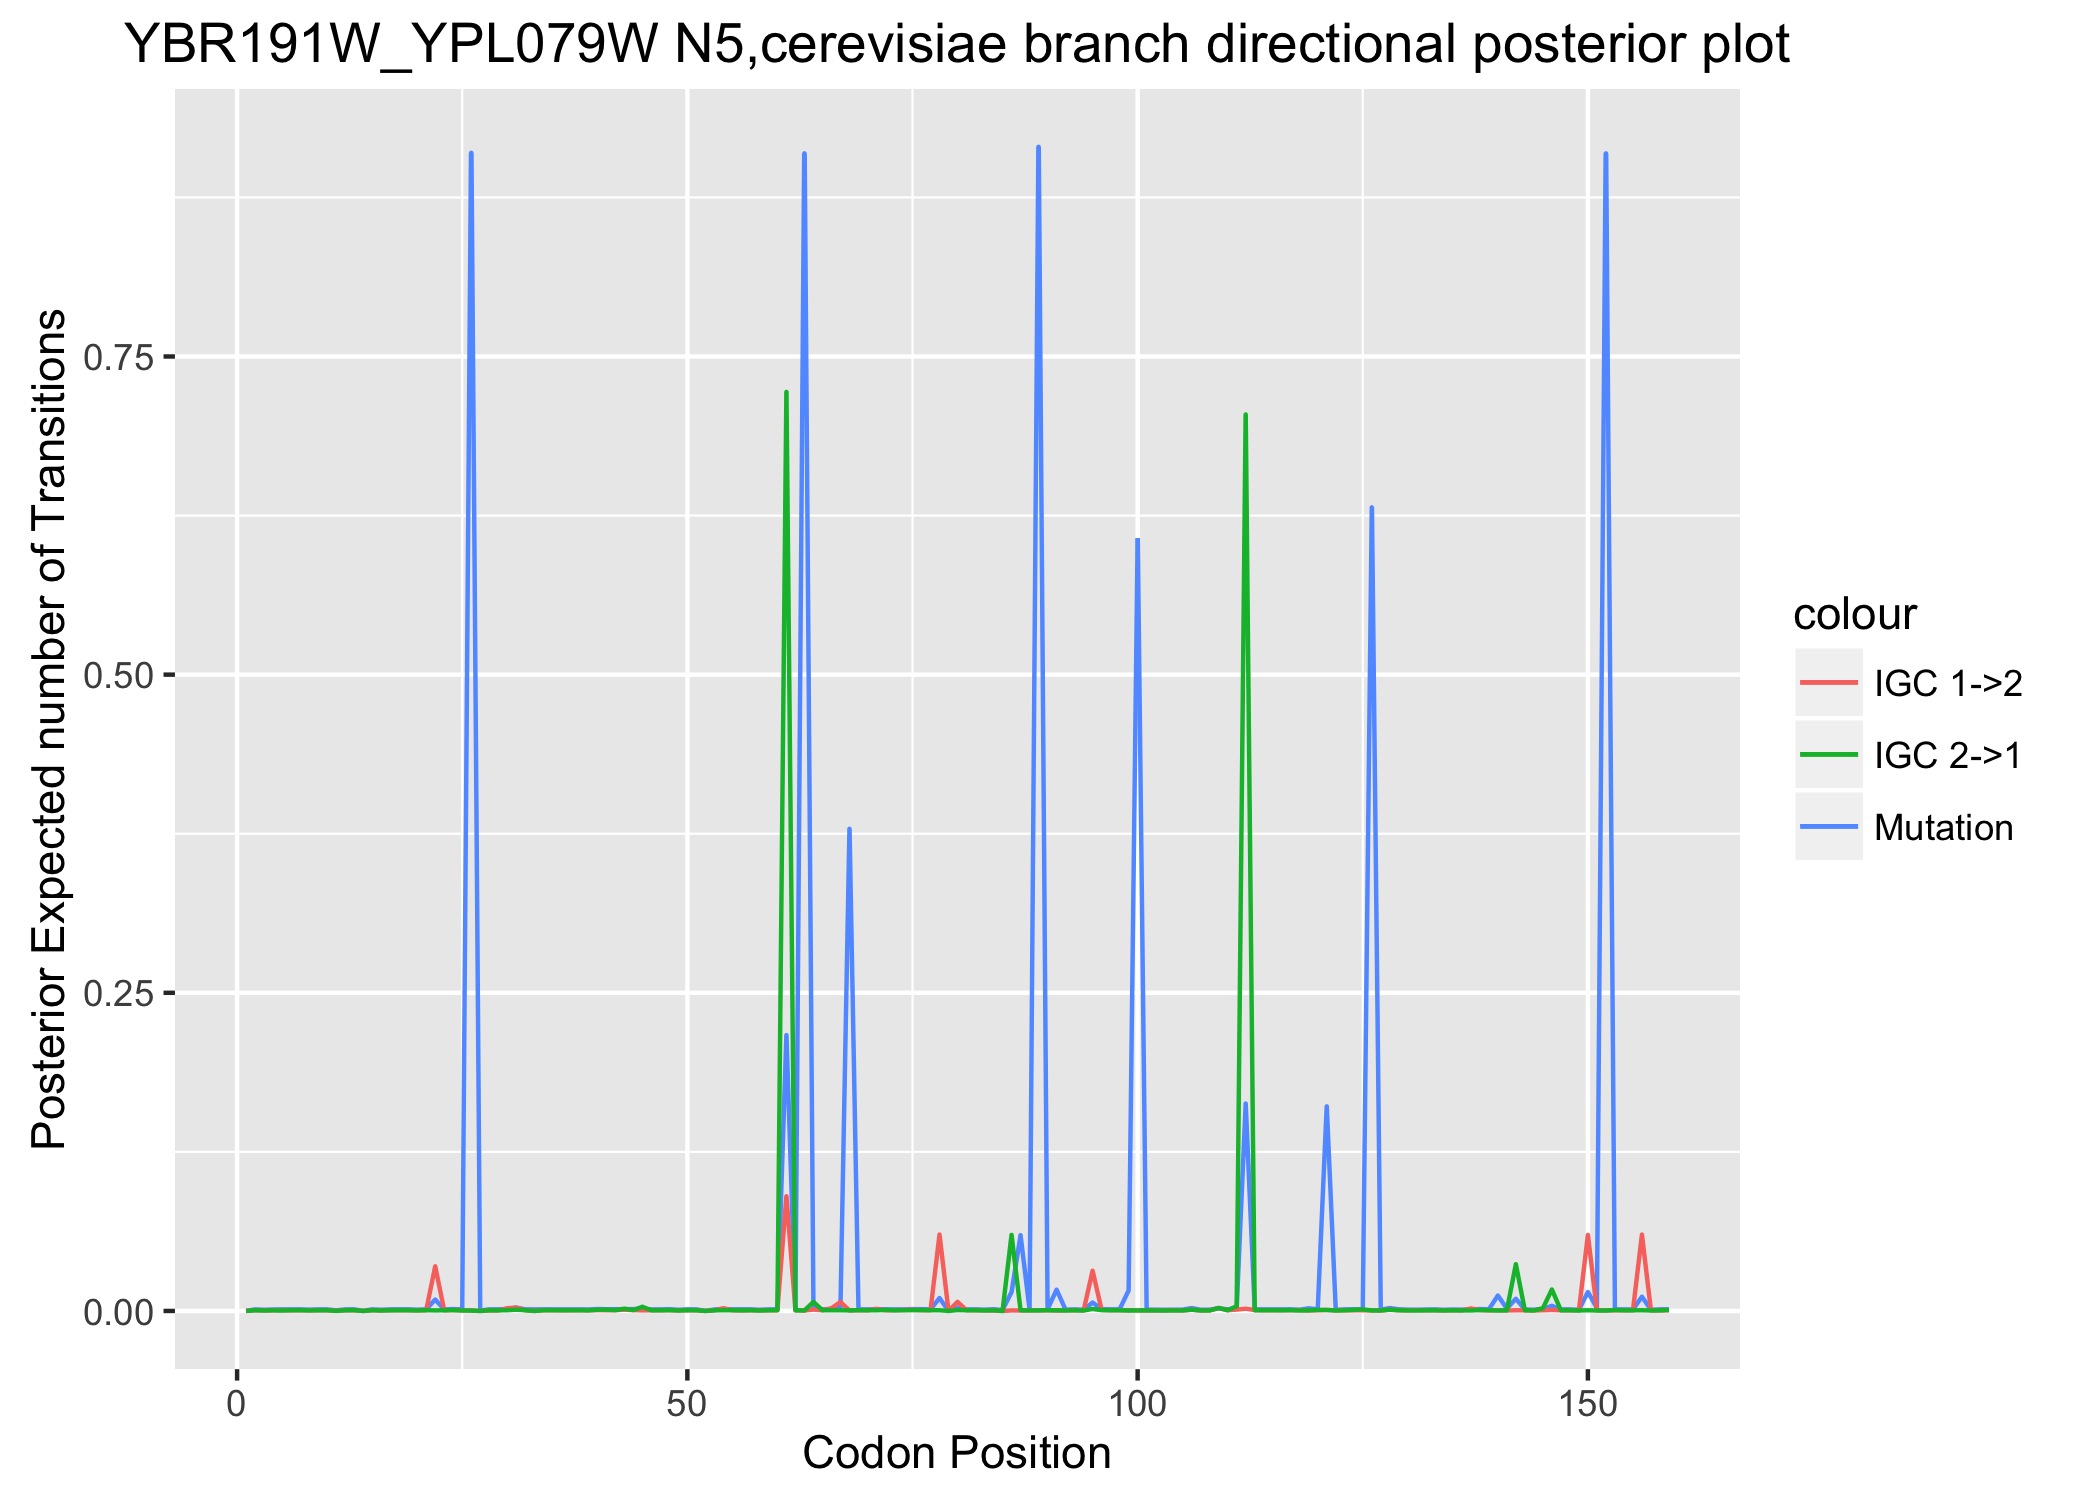 YBR191W_YPL079W N5,cerevisiae branch directional posterior plot
Posterior Expected number of Transitions
0.75
0.50
0.25
0.00
0 50 100 150
Codon Position
colour
IGC 1->2
IGC 2->1
Mutation